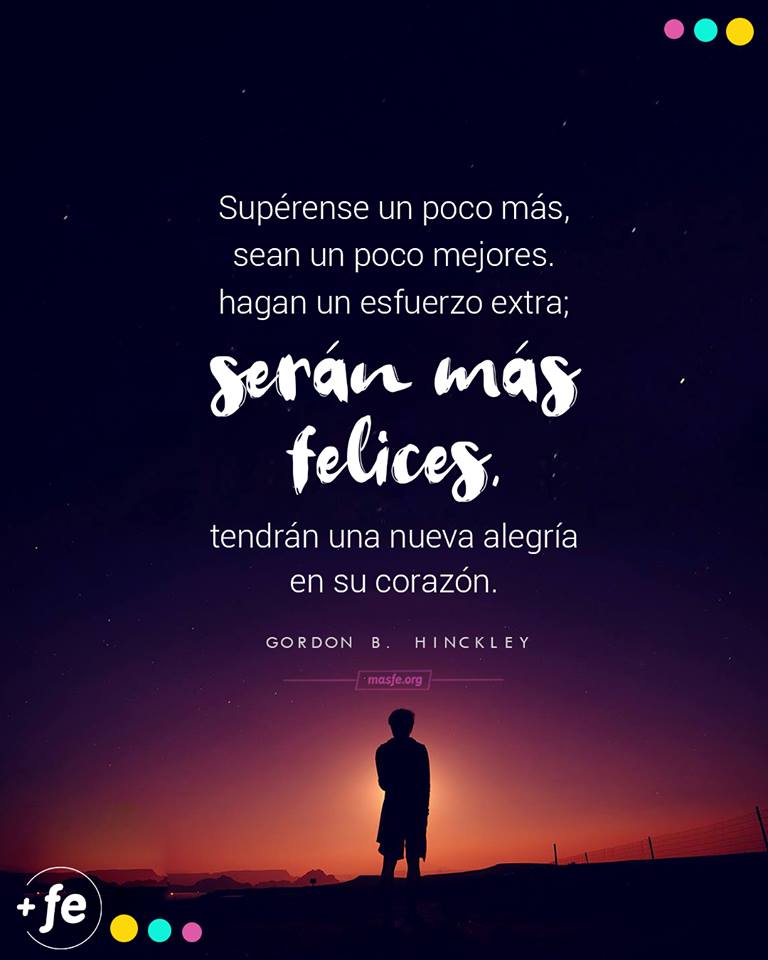 Supérense un poco más,
sean un poco mejores.
hagan un esfuerzo extra;
serán más
felices,
tendrán una nueva alegría
en su corazón.
GORDON B. HINCKLEY
masfe.org
+fe